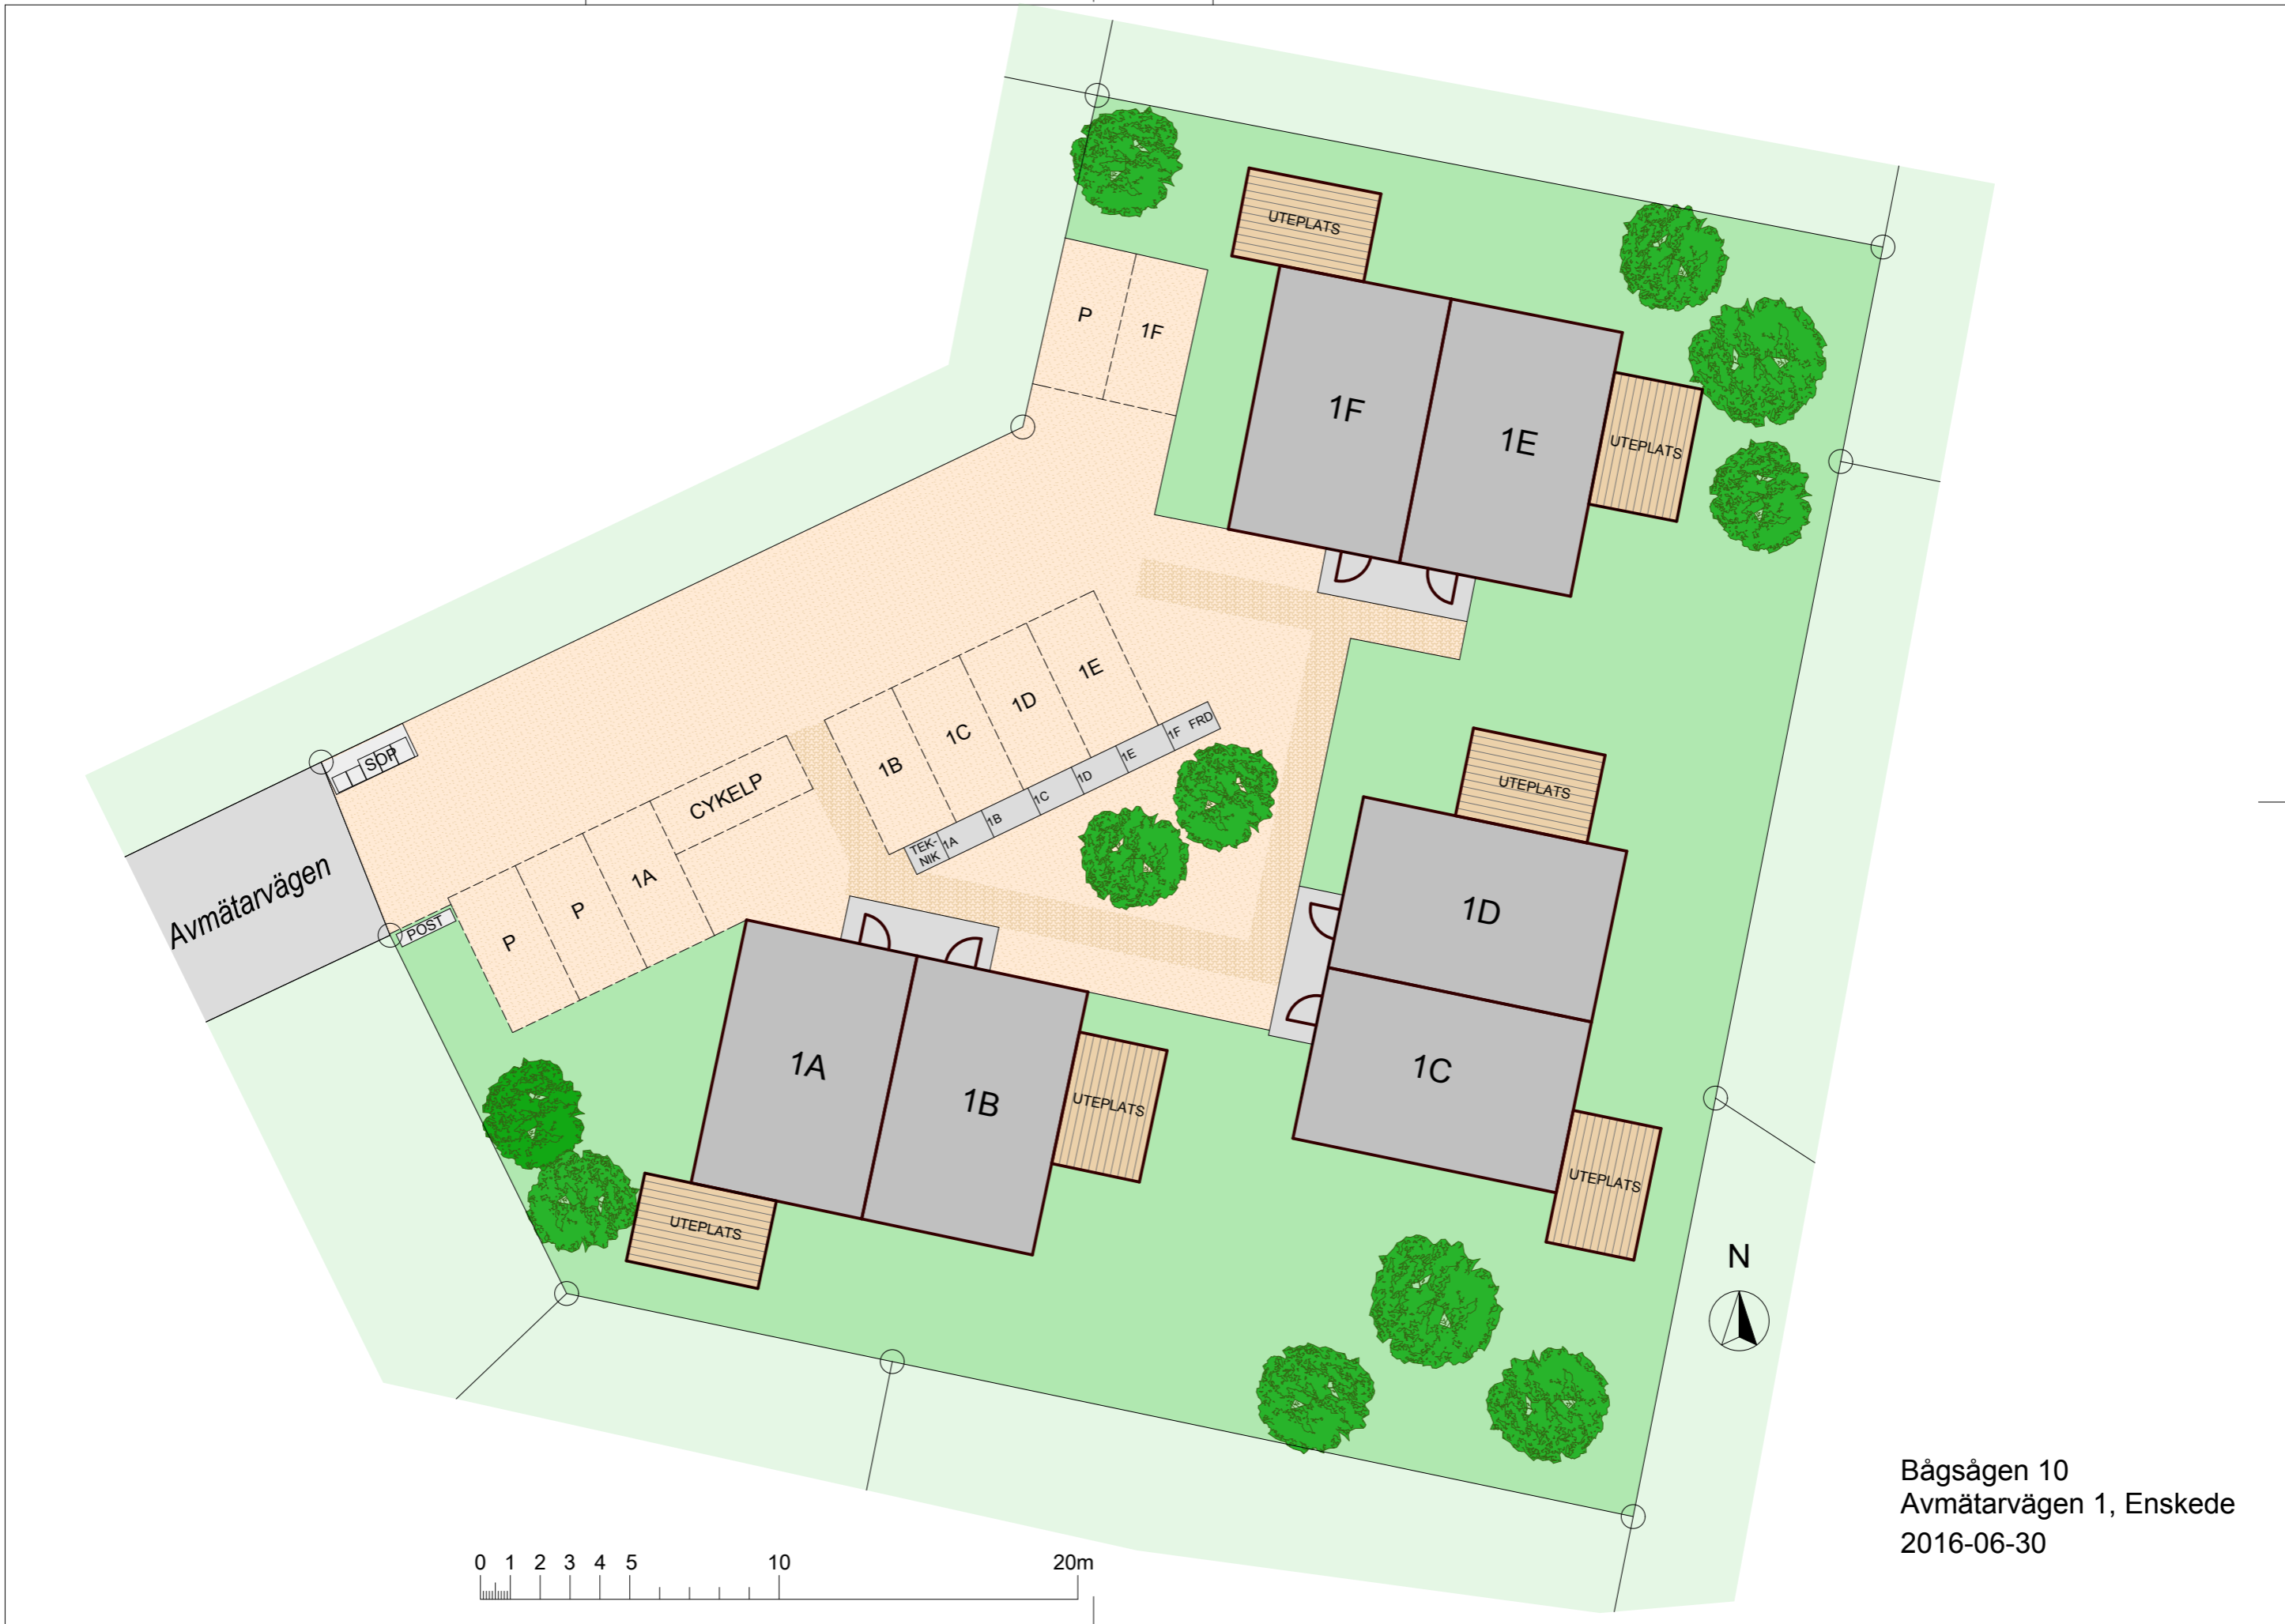 UTEPLATS
P
1F
1F
1E
UTEPLATS
1E
1D
1C
1B
CYKELP
1A
P
P
SOP
POST
Avmätarvägen
TEK-
NIK
1A
1B
1C
1D
1E
1F FRD
UTEPLATS
1D
1C
UTEPLATS
1A
1B
UTEPLATS
UTEPLATS
N
0 1 2 3 4 5 10 20m
Bågsågen 10
Avmätarvägen 1, Enskede
2016-06-30